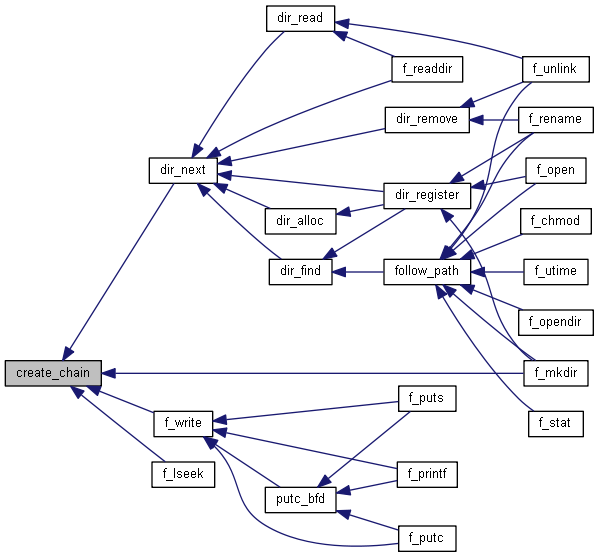 dir_read
f_readdir
f_unlink
dir_remove
f_rename
dir_next
f_open
dir_register
dir_alloc
f_chmod
dir_find
follow_path
f_utime
f_opendir
create_chain
f_mkdir
f_puts
f_write
f_stat
f_lseek
f_printf
putc_bfd
f_putc